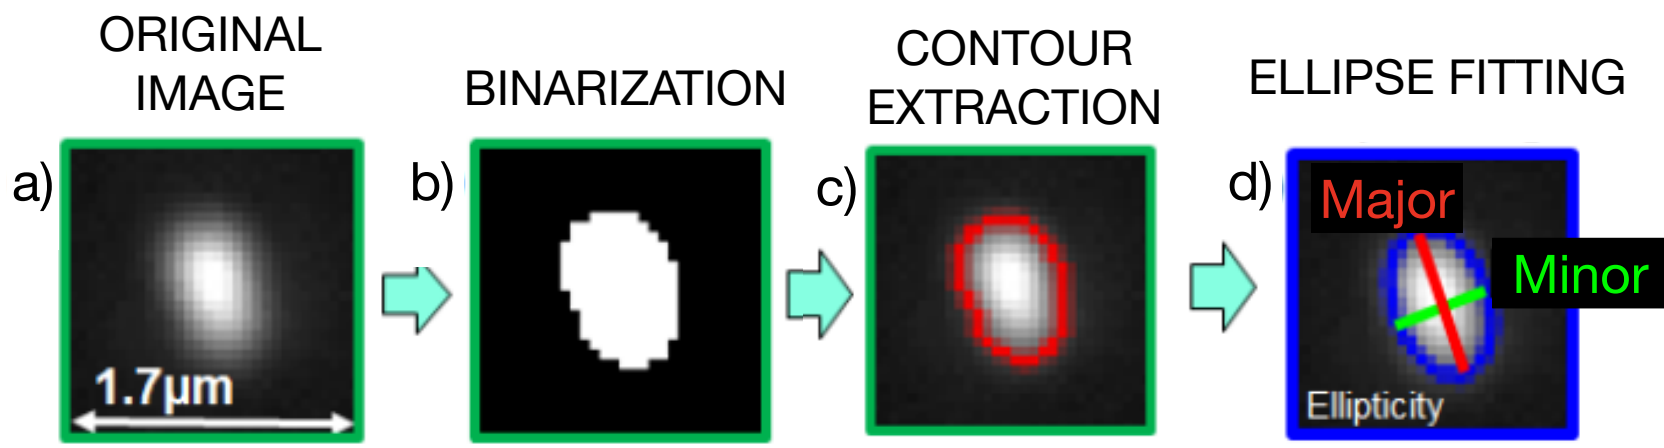 ORIGINAL
IMAGE
BINARIZATION
CONTOUR
EXTRACTION
ELLIPSE FITTING
a)
1.7µm
b)
c)
d)
Major
Minor
Ellipticity